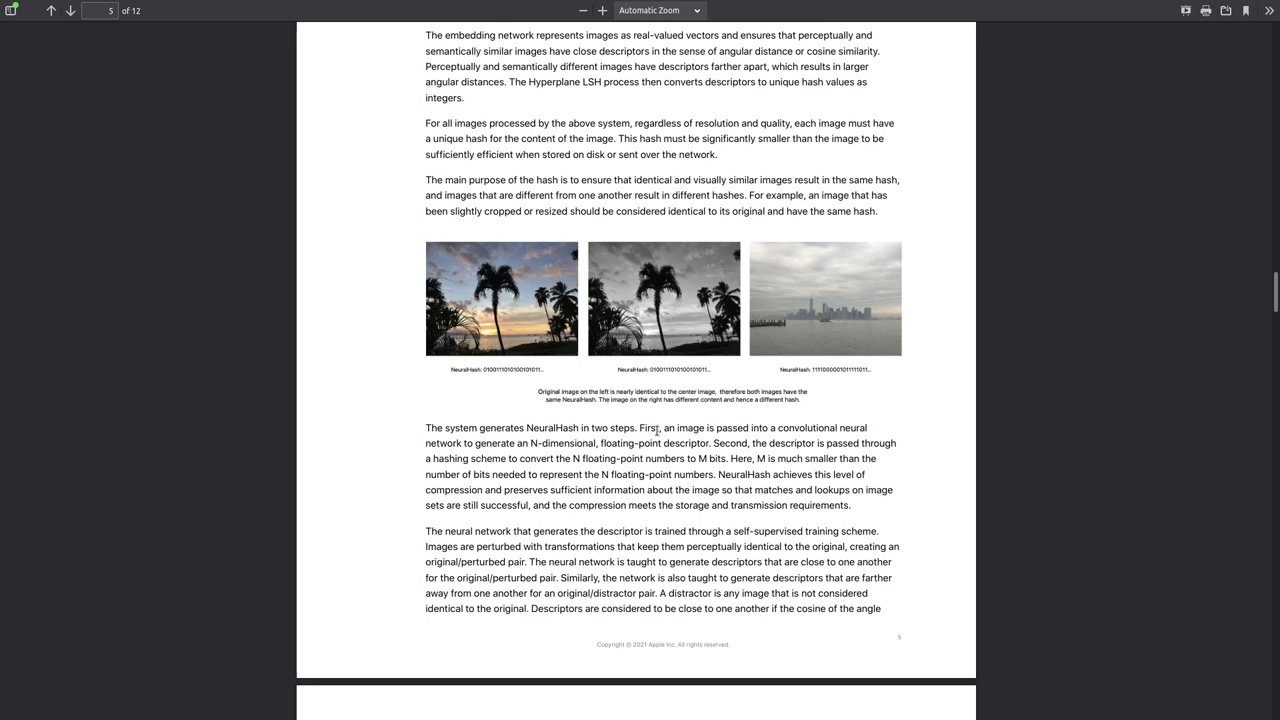 5 of 12
Automatic Zoom
The embedding network represents images as real-valued vectors and ensures that perceptually and
semantically similar images have close descriptors in the sense of angular distance or cosine similarity.
Perceptually and semantically different images have descriptors farther apart, which results in larger
angular distances. The Hyperplane LSH process then converts descriptors to unique hash values as
integers.
For all images processed by the above system, regardless of resolution and quality, each image must have
a unique hash for the content of the image. This hash must be significantly smaller than the image to be
sufficiently efficient when stored on disk or sent over the network.
The main purpose of the hash is to ensure that identical and visually similar images result in the same hash,
and images that are different from one another result in different hashes. For example, an image that has
been slightly cropped or resized should be considered identical to its original and have the same hash.
NeuralHash: 0100111010100101011...
NeuralHash: 0100111010100101011...
NeuralHash: 1111000001011111011...
Original image on the left is nearly identical to the center image, therefore both images have the
same NeuralHash. The image on the right has different content and hence a different hash.
The system generates NeuralHash in two steps. First, an image is passed into a convolutional neural
network to generate an N-dimensional, floating-point descriptor. Second, the descriptor is passed through
a hashing scheme to convert the N floating-point numbers to M bits. Here, M is much smaller than the
number of bits needed to represent the N floating-point numbers. NeuralHash achieves this level of
compression and preserves sufficient information about the image so that matches and lookups on image
sets are still successful, and the compression meets the storage and transmission requirements.
The neural network that generates the descriptor is trained through a self-supervised training scheme.
Images are perturbed with transformations that keep them perceptually identical to the original, creating an
original/perturbed pair. The neural network is taught to generate descriptors that are close to one another
for the original/perturbed pair. Similarly, the network is also taught to generate descriptors that are farther
away from one another for an original/distractor pair. A distractor is any image that is not considered
identical to the original. Descriptors are considered to be close to one another if the cosine of the angle
5
Copyright © 2021 Apple Inc. All rights reserved.